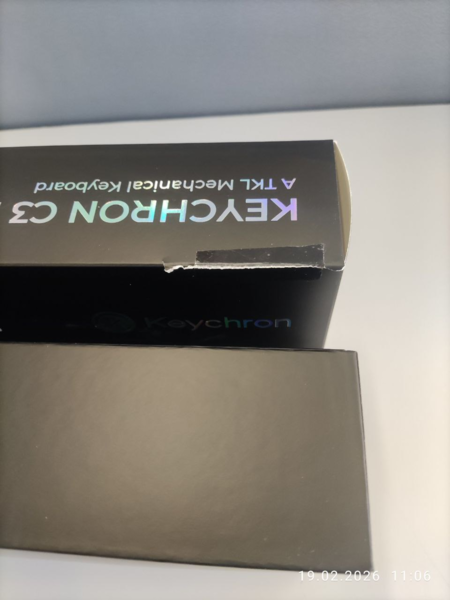 KEYCHRON C3
A TKL Mechanical Keyboard
Keychron
19.02.2026 11:06